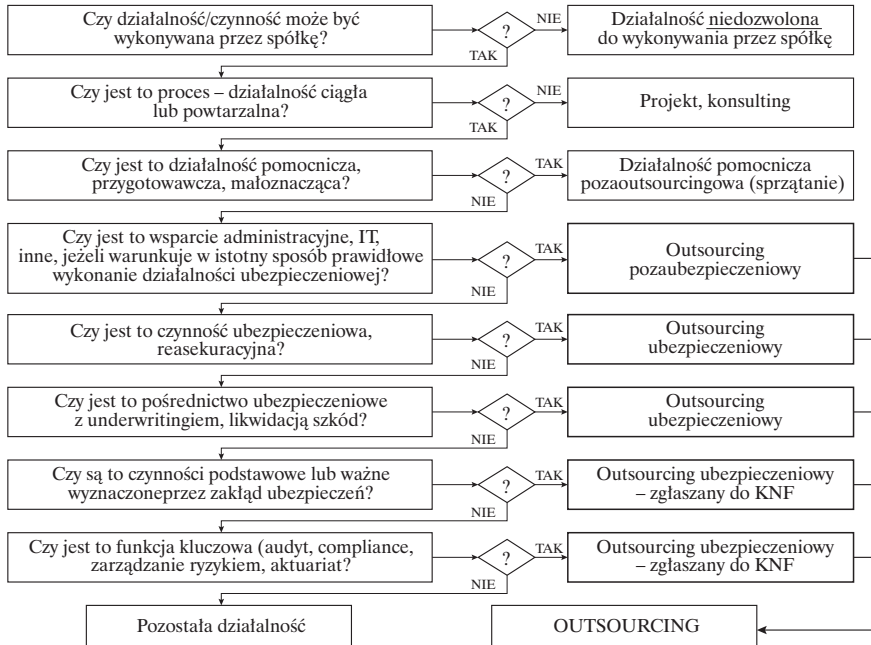 Czy działalność/czynność może być
wykonywana przez spółkę?
?
NIE
TAK
Działalność niedozwolona
do wykonywania przez spółkę
Czy jest to proces – działalność ciągła
lub powtarzalna?
?
NIE
TAK
Projekt, konsulting
Czy jest to działalność pomocnicza,
przygotowawcza, małoznacząca?
?
TAK
NIE
Działalność pomocnicza
pozaoutsourcingowa (sprzątanie)
Czy jest to wsparcie administracyjne, IT,
inne, jeżeli warunkuje w istotny sposób prawidłowe
wykonanie działalności ubezpieczeniowej?
?
TAK
NIE
Outsourcing
pozaubezpieczeniowy
Czy jest to czynność ubezpieczeniowa,
reasekuracyjna?
?
TAK
NIE
Outsourcing
ubezpieczeniowy
Czy jest to pośrednictwo ubezpieczeniowe
z underwritingiem, likwidacją szkód?
?
TAK
NIE
Outsourcing
ubezpieczeniowy
Czy są to czynności podstawowe lub ważne
wyznaczoneprzez zakłąd ubezpieczeń?
?
TAK
NIE
Outsourcing ubezpieczeniowy
– zgłaszany do KNF
Czy jest to funkcja kluczowa (audyt, compliance,
zarządzanie ryzykiem, aktuariat?
?
TAK
NIE
Outsourcing ubezpieczeniowy
– zgłaszany do KNF
Pozostała działalność
OUTSOURCING